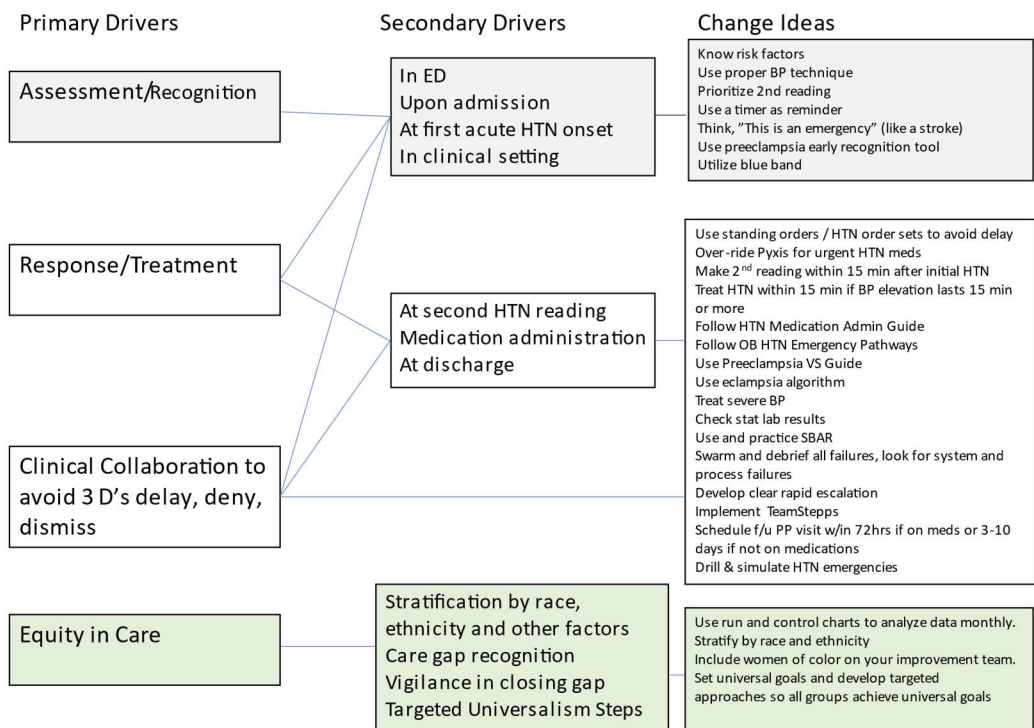 Primary Drivers
Secondary Drivers
Change Ideas
Assessment/Recognition
In ED
Upon admission
At first acute HTN onset
In clinical setting
Know risk factors
Use proper BP technique
Prioritize 2nd reading
Use a timer as reminder
Think, ”This is an emergency” (like a stroke)
Use preeclampsia early recognition tool
Utilize blue band
Response/Treatment
At second HTN reading
Medication administration
At discharge
Use standing orders / HTN order sets to avoid delay
Over-ride Pyxis for urgent HTN meds
Make 2nd reading within 15 min after initial HTN
Treat HTN within 15 min if BP elevation lasts 15 min
or more
Follow HTN Medication Admin Guide
Follow OB HTN Emergency Pathways
Use Preeclampsia VS Guide
Use eclampsia algorithm
Treat severe BP
Check stat lab results
Use and practice SBAR
Swarm and debrief all failures, look for system and
process failures
Develop clear rapid escalation
Implement TeamStepps
Schedule f/u PP visit w/in 72hrs if on meds or 3-10
days if not on medications
Drill & simulate HTN emergencies
Clinical Collaboration to
avoid 3 D’s delay, deny,
dismiss
Equity in Care
Stratification by race,
ethnicity and other factors
Care gap recognition
Vigilance in closing gap
Targeted Universalism Steps
Use run and control charts to analyze data monthly.
Stratify by race and ethnicity
Include women of color on your improvement team.
Set universal goals and develop targeted
approaches so all groups achieve universal goals